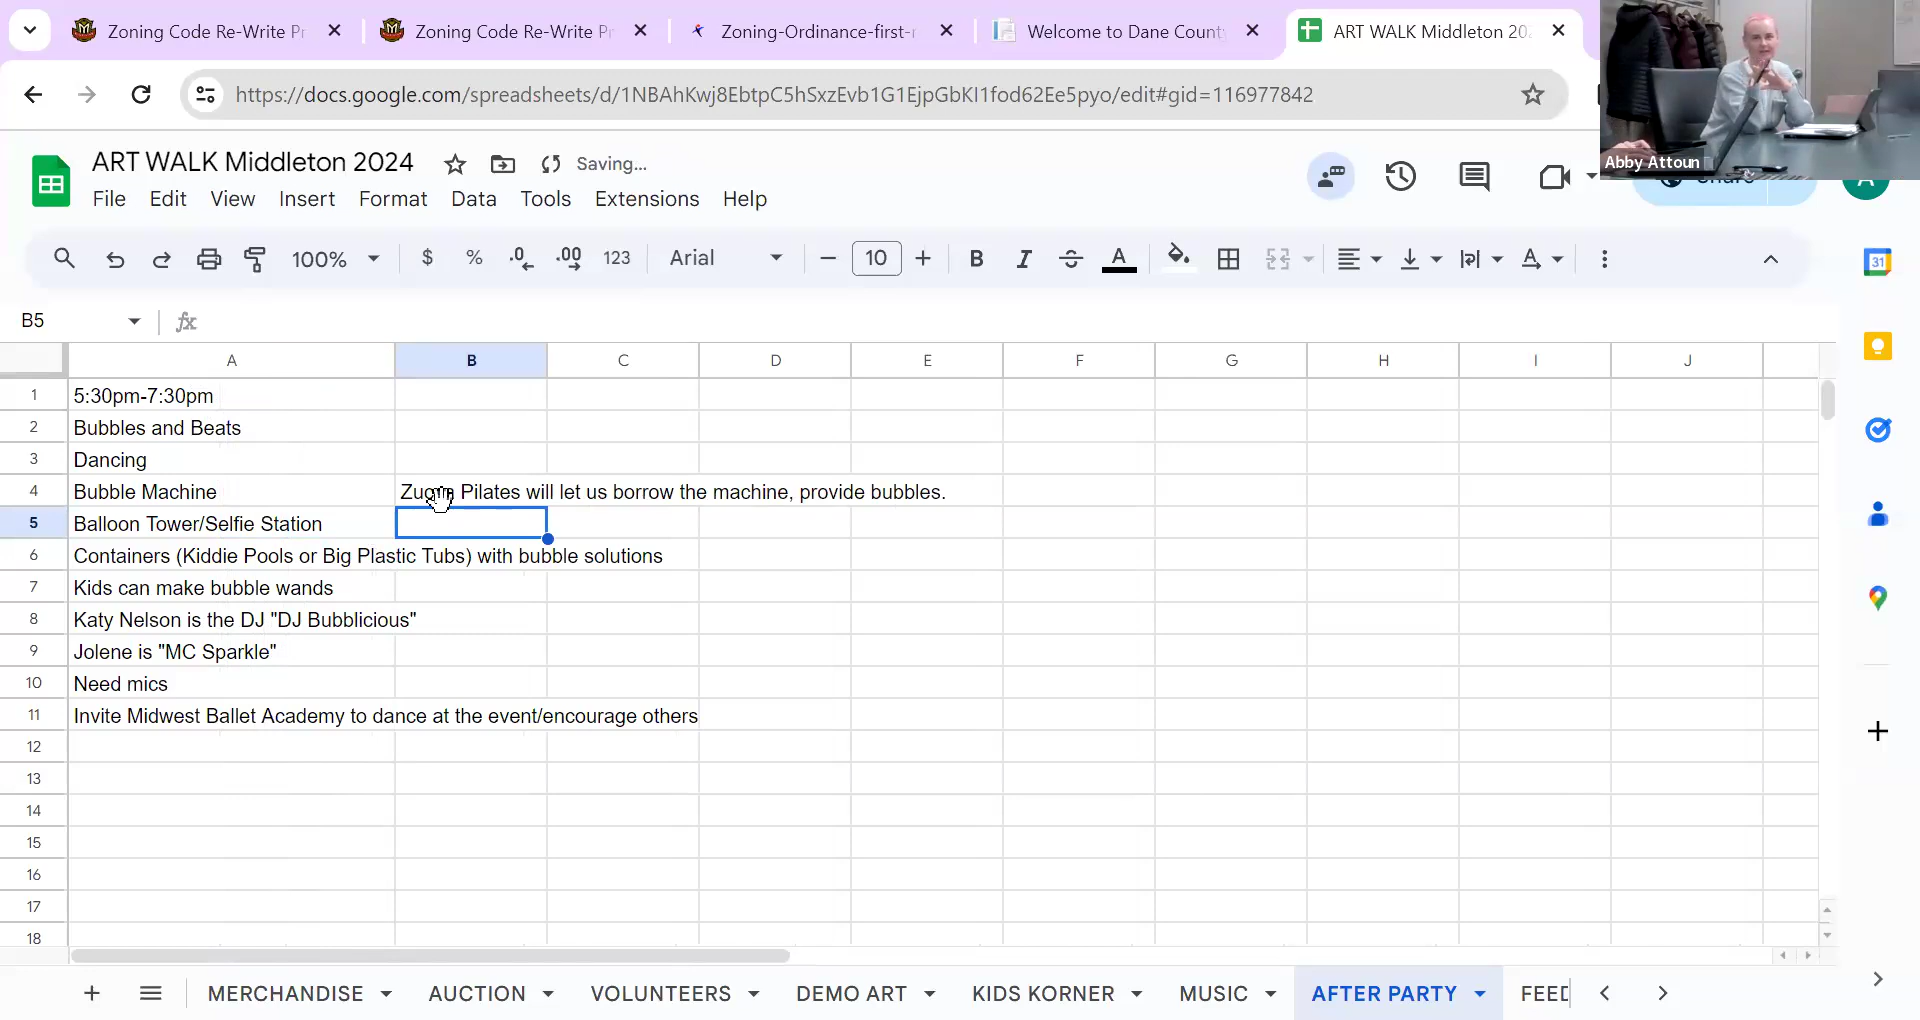 Zoning Code Re-Write Pr
Zoning Code Re-Write Pr
Zoning-Ordinance-first-r
Welcome to Dane County
ART WALK Middleton 202
https://docs.google.com/spreadsheets/d/1NBAhKwj8EbtpC5hSxzEvb1G1EjpGbKI1fod62Ee5pyo/edit#gid=116977842
Abby Attoun
ART WALK Middleton 2024
Saving...
File Edit View Insert Format Data Tools Extensions Help
Share
A
100% $ % .0 .00 123 Arial 10 B I A A
31
B5
fx
A B C D E F G H I J
1 5:30pm-7:30pm
2 Bubbles and Beats
3 Dancing
4 Bubble Machine Pilates will let us borrow the machine, provide bubbles.
5 Balloon Tower/Selfie Station
6 Containers (Kiddie Pools or Big Plastic Tubs) with bubble solutions
7 Kids can make bubble wands
8 Katy Nelson is the DJ "DJ Bubblicious"
9 Jolene is "MC Sparkle"
10 Need mics
11 Invite Midwest Ballet Academy to dance at the event/encourage others
12
13
14
15
16
17
18
MERCHANDISE AUCTION VOLUNTEERS DEMO ART KIDS KORNER MUSIC AFTER PARTY FEED